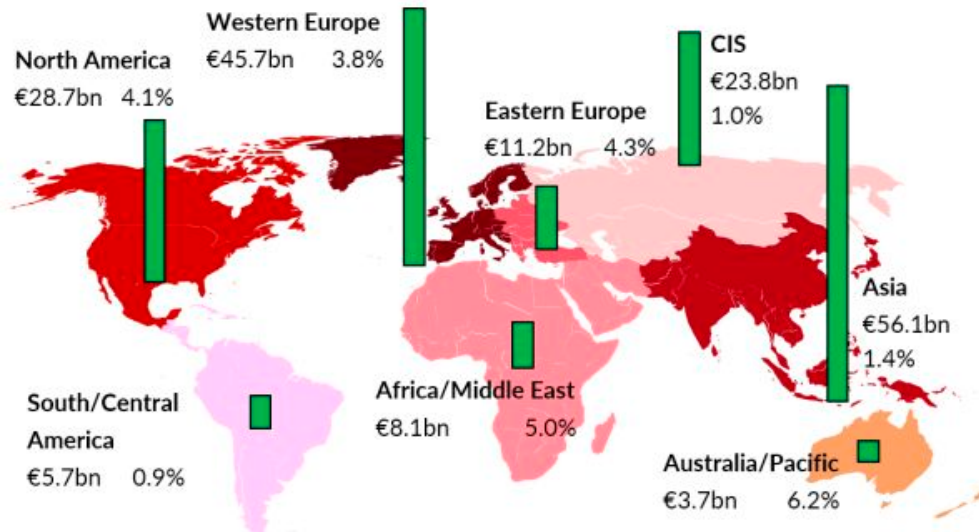 Western Europe
€45.7bn 3.8%
North America
€28.7bn 4.1%
CIS
€23.8bn
1.0%
Eastern Europe
€11.2bn 4.3%
Asia
€56.1bn
1.4%
Africa/Middle East
€8.1bn 5.0%
South/Central
America
€5.7bn 0.9%
Australia/Pacific
€3.7bn 6.2%